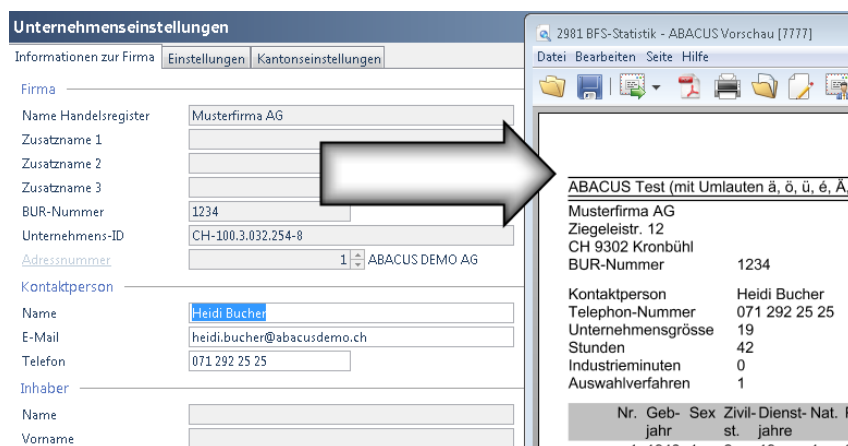 Unternehmenseinstellungen
Informationen zur Firma Einstellungen Kantonseinstellungen
Firma
Name Handelsregister Musterfirma AG
Zusatzname 1
Zusatzname 2
Zusatzname 3
BUR-Nummer 1234
Unternehmens-ID CH-100.3.032.254-8
Adressnummer 1 ABACUS DEMO AG
Kontaktperson
Name Heidi Bucher
E-Mail heidi.bucher@abacusdemo.ch
Telefon 071 292 25 25
Inhaber
Name
Vorname
2981 BFS-Statistik - ABACUS Vorschau [7777]
Datei Bearbeiten Seite Hilfe
ABACUS Test (mit Umlauten ä, ö, ü, é, Ä,
Musterfirma AG
Ziegeleistr. 12
CH 9302 Kronbühl
BUR-Nummer 1234
Kontaktperson Heidi Bucher
Telephon-Nummer 071 292 25 25
Unternehmensgrösse 19
Stunden 42
Industrieminuten 0
Auswahlverfahren 1
Nr. Geb- Sex Zivil- Dienst- Nat.
jahr st. jahre